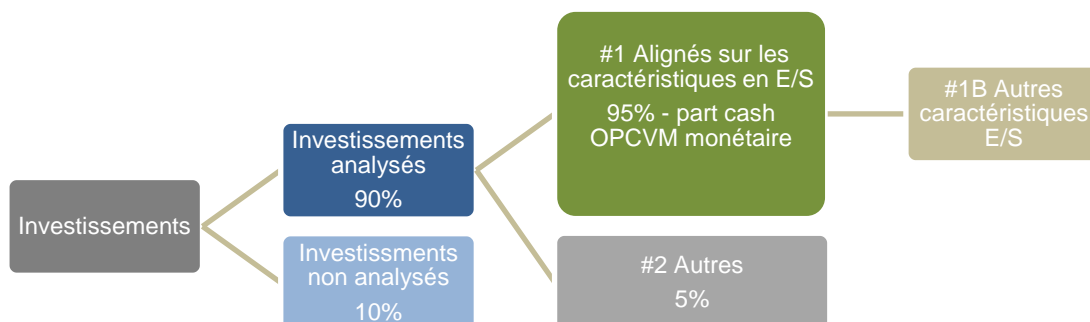 Investissements
Investissements
analysés
90%
Investissments
non analysés
10%
#1 Alignés sur les
caractéristiques en E/S
95% - part cash
OPCVM monétaire
#2 Autres
5%
#1B Autres
caractéristiques
E/S